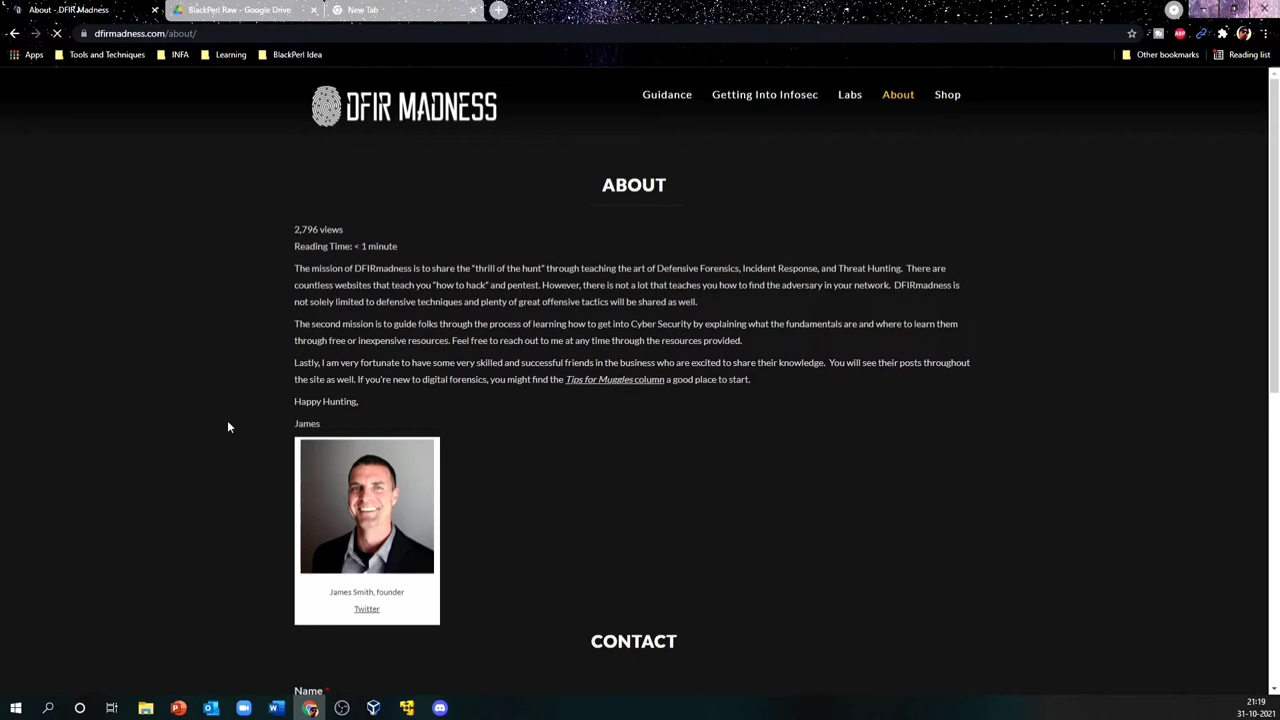 About - DFIR Madness
BlackPerl Raw - Google Drive
New Tab
dfirmadness.com/about/
ABP
Apps
Tools and Techniques
INFA
Learning
BlackPerl Idea
Other bookmarks
Reading list
DFIR MADNESS
Guidance
Getting Into Infosec
Labs
About
Shop
ABOUT
2,796 views
Reading Time: < 1 minute
The mission of DFIRmadness is to share the "thrill of the hunt" through teaching the art of Defensive Forensics, Incident Response, and Threat Hunting. There are
countless websites that teach you "how to hack" and pentest. However, there is not a lot that teaches you how to find the adversary in your network. DFIRmadness is
not solely limited to defensive techniques and plenty of great offensive tactics will be shared as well.
The second mission is to guide folks through the process of learning how to get into Cyber Security by explaining what the fundamentals are and where to learn them
through free or inexpensive resources. Feel free to reach out to me at any time through the resources provided.
Lastly, I am very fortunate to have some very skilled and successful friends in the business who are excited to share their knowledge. You will see their posts throughout
the site as well. If you're new to digital forensics, you might find the Tips for Muggles column a good place to start.
Happy Hunting,
James
James Smith, founder
Twitter
CONTACT
Name *
21:19
31-10-2021